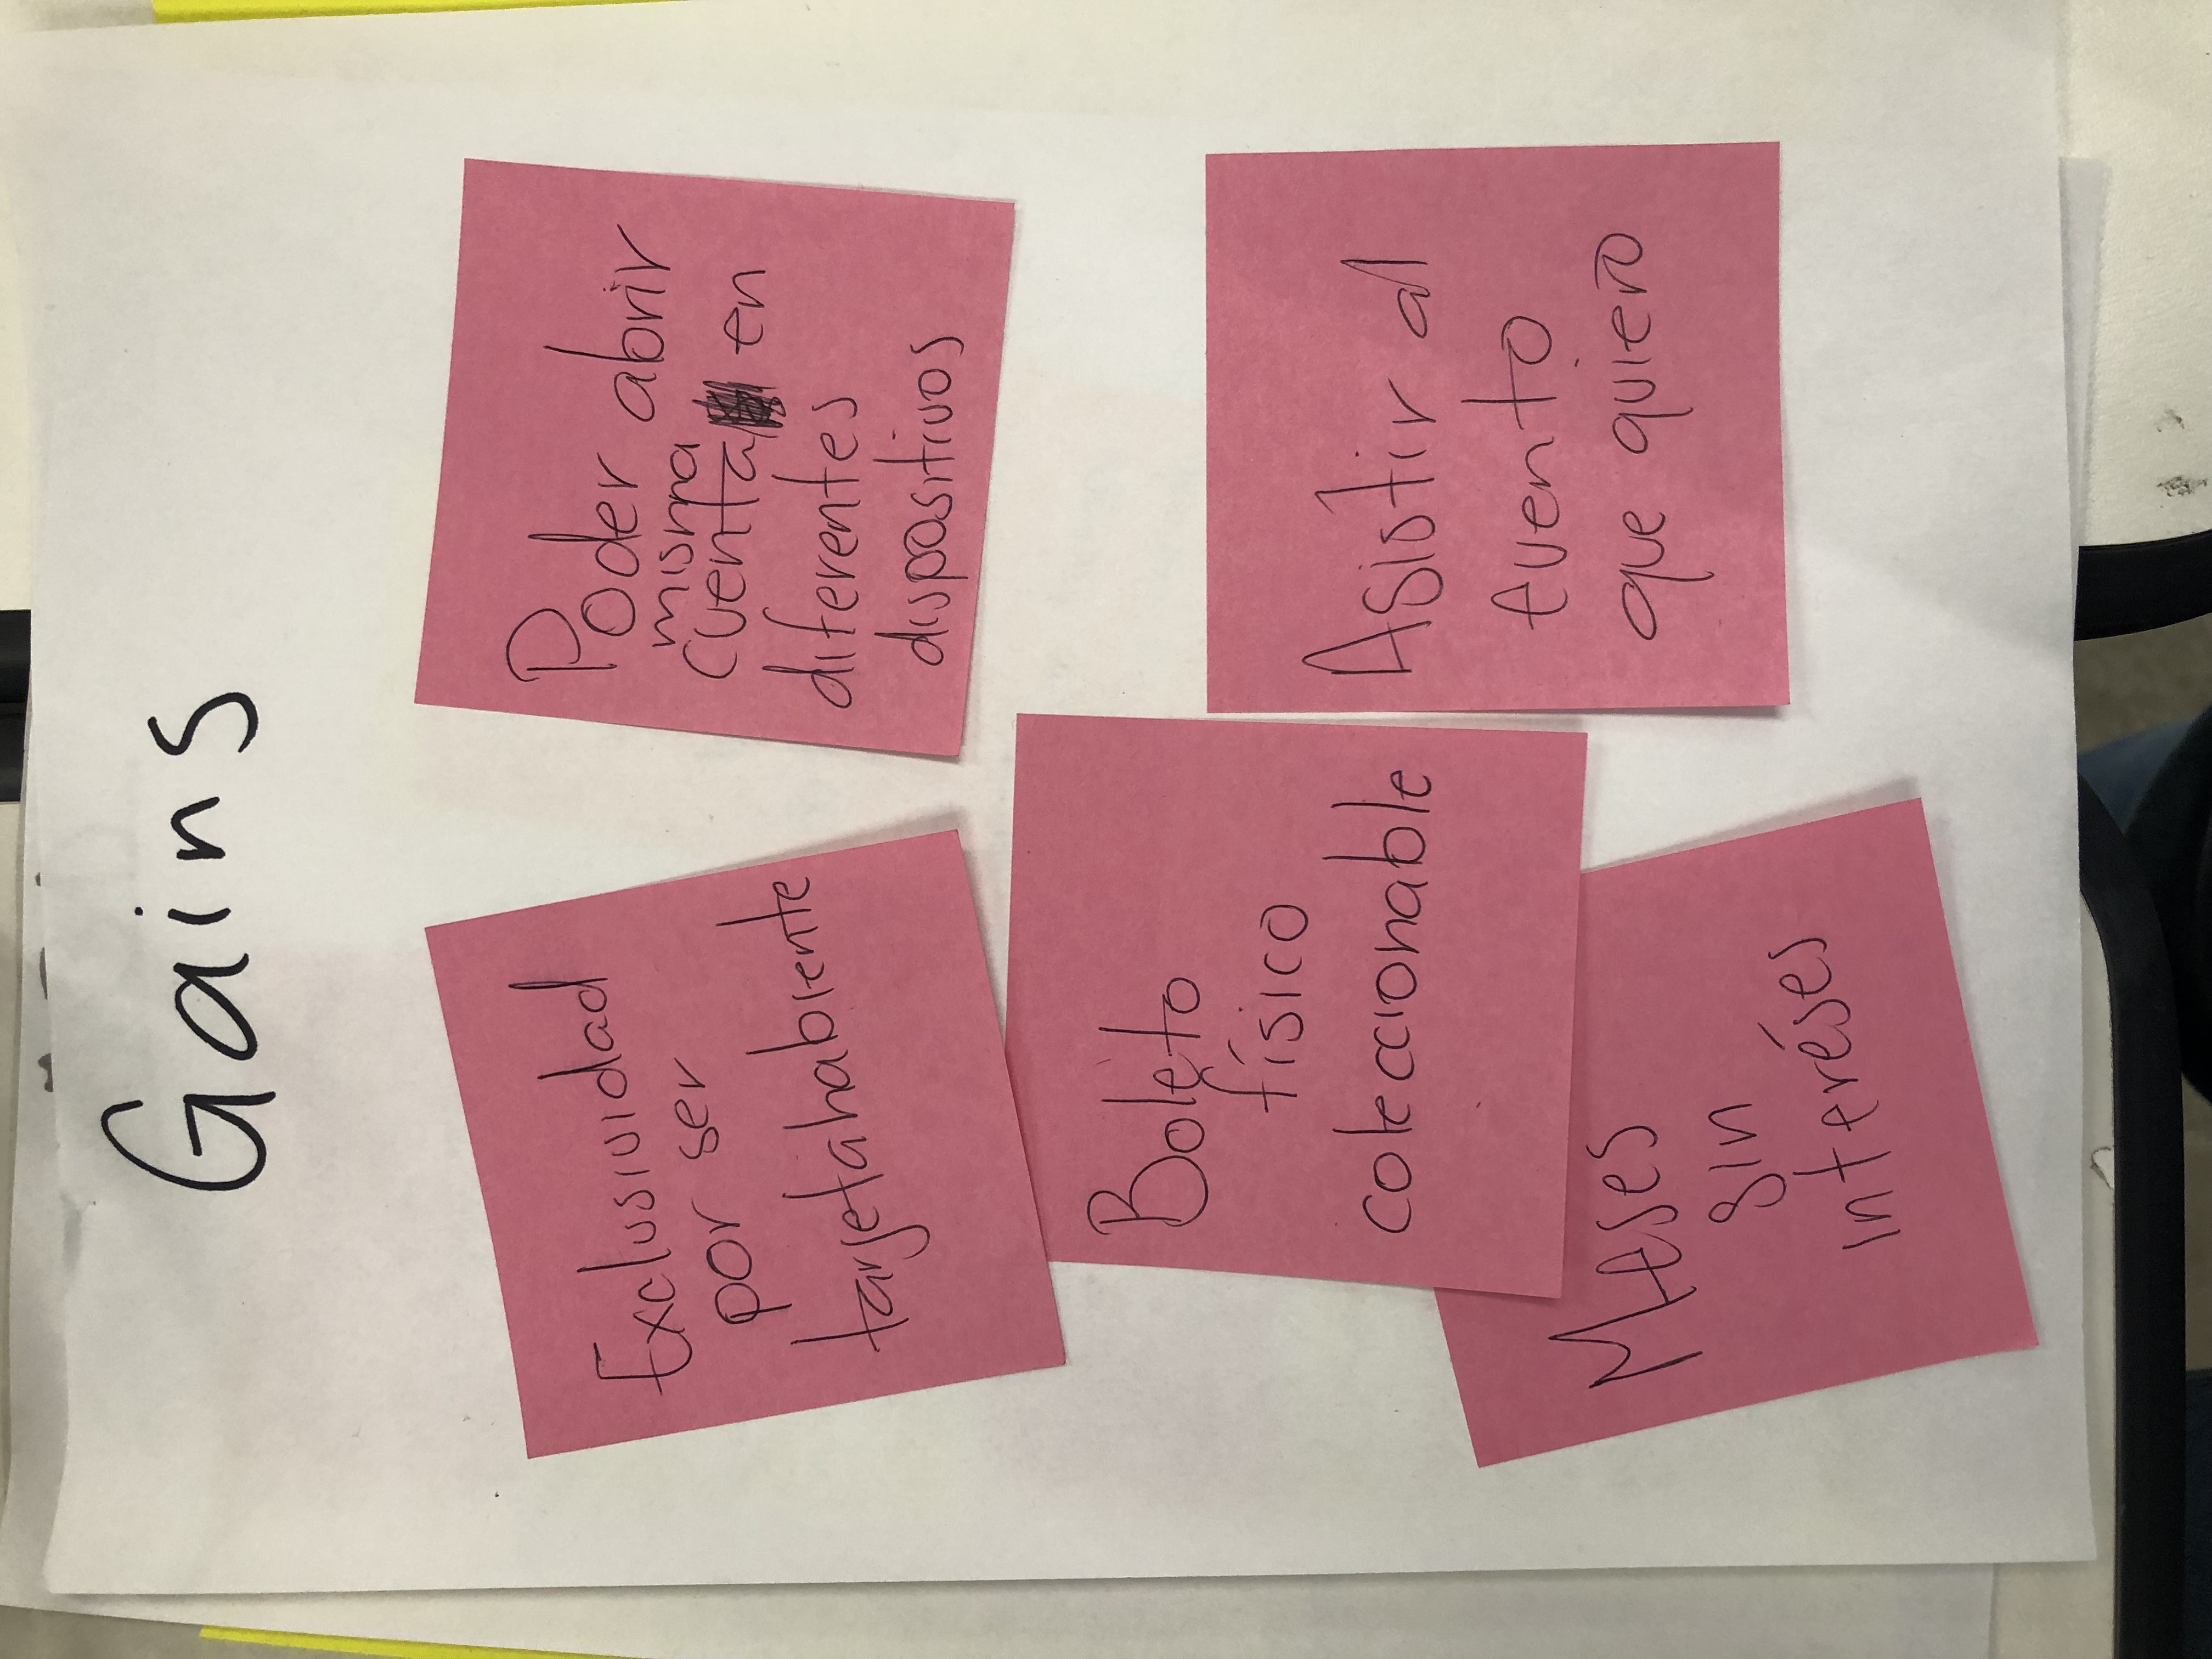 Gains
Exclusividad
por ser
tarjetahabiente
Poder abrir
misma
cuenta en
diferentes
dispositivos
Boleto
físico
coleccionable
Asistir al
evento
que quiero
Meses
sin
interéses